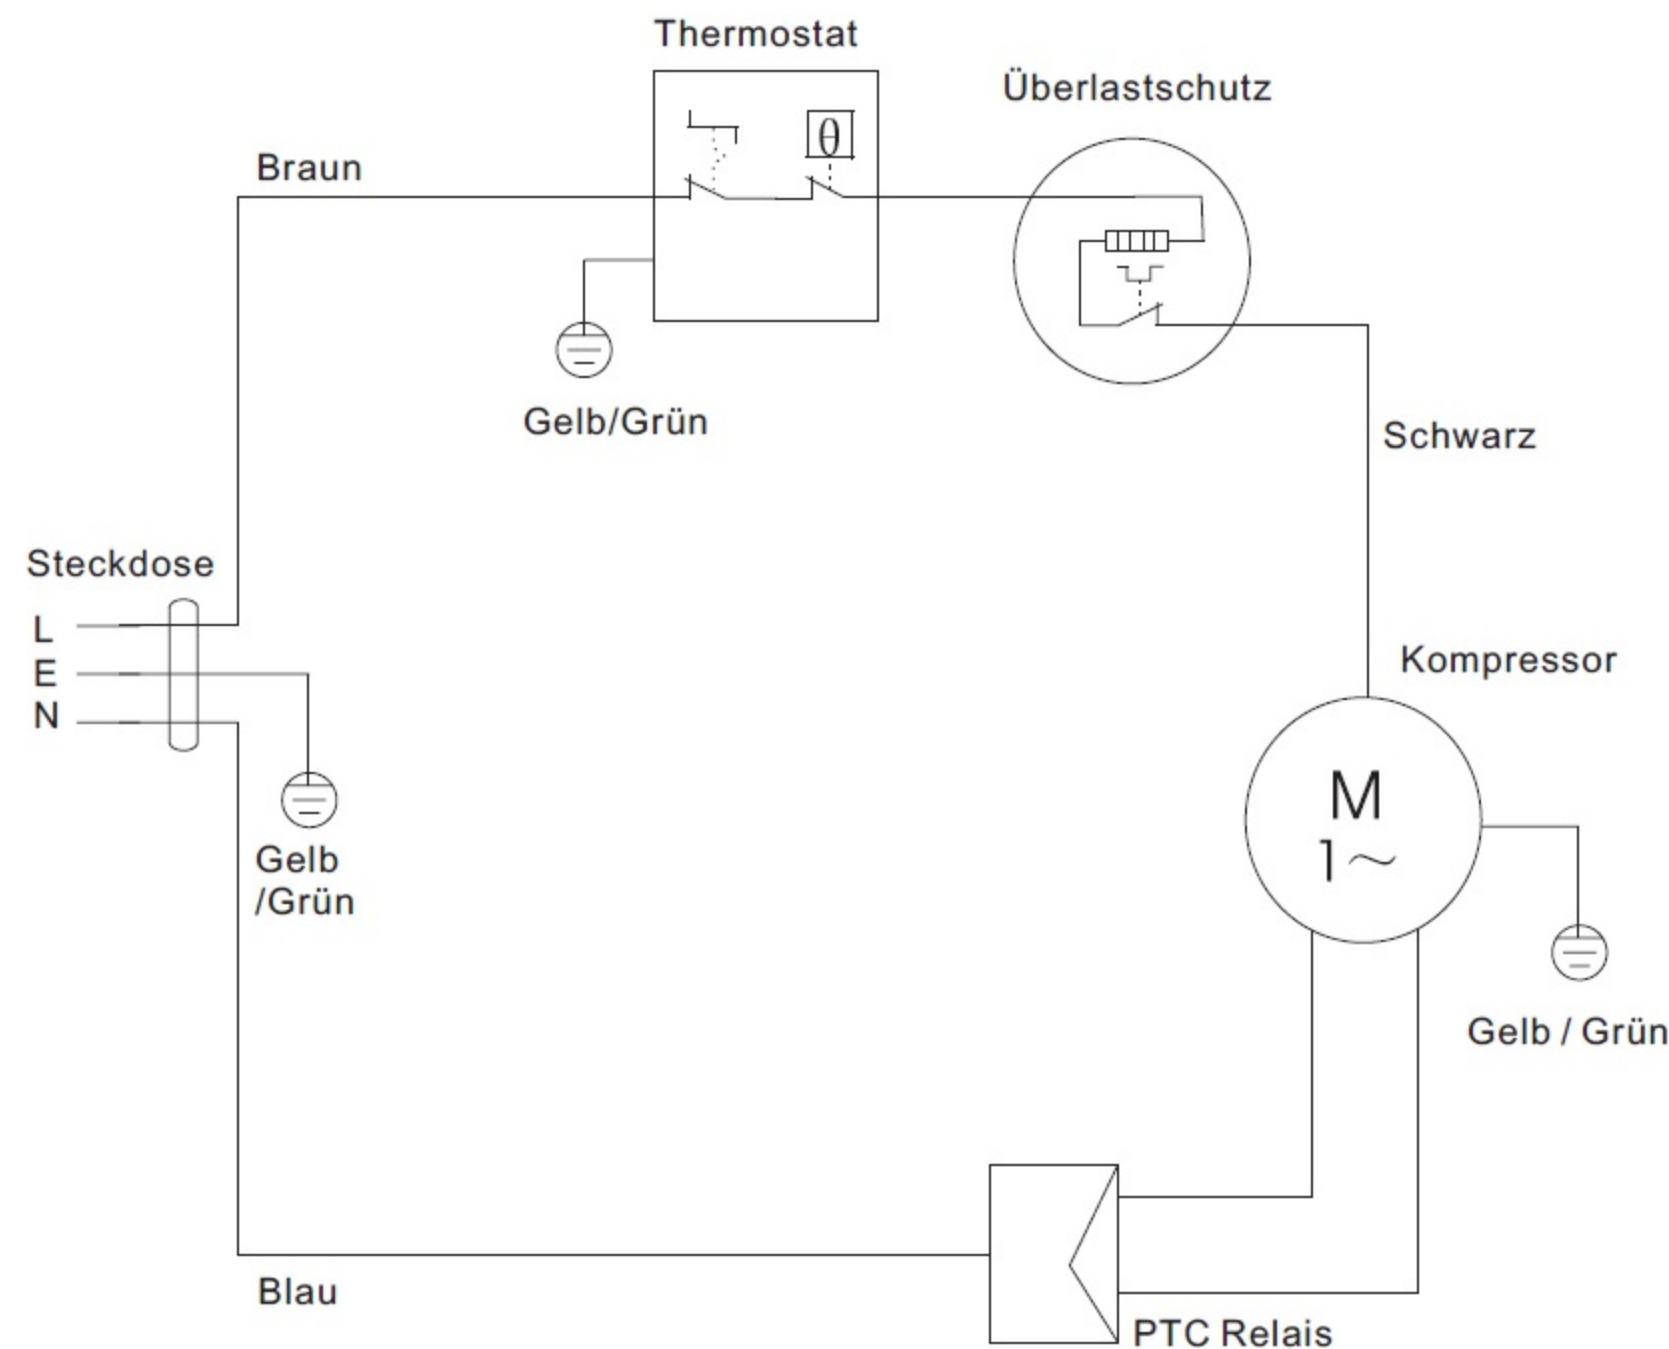 Thermostat
Überlastschutz
Braun
θ
Gelb/Grün
Schwarz
Steckdose
L
E
N
Kompressor
M
1~
Gelb
/Grün
Gelb / Grün
Blau
PTC Relais